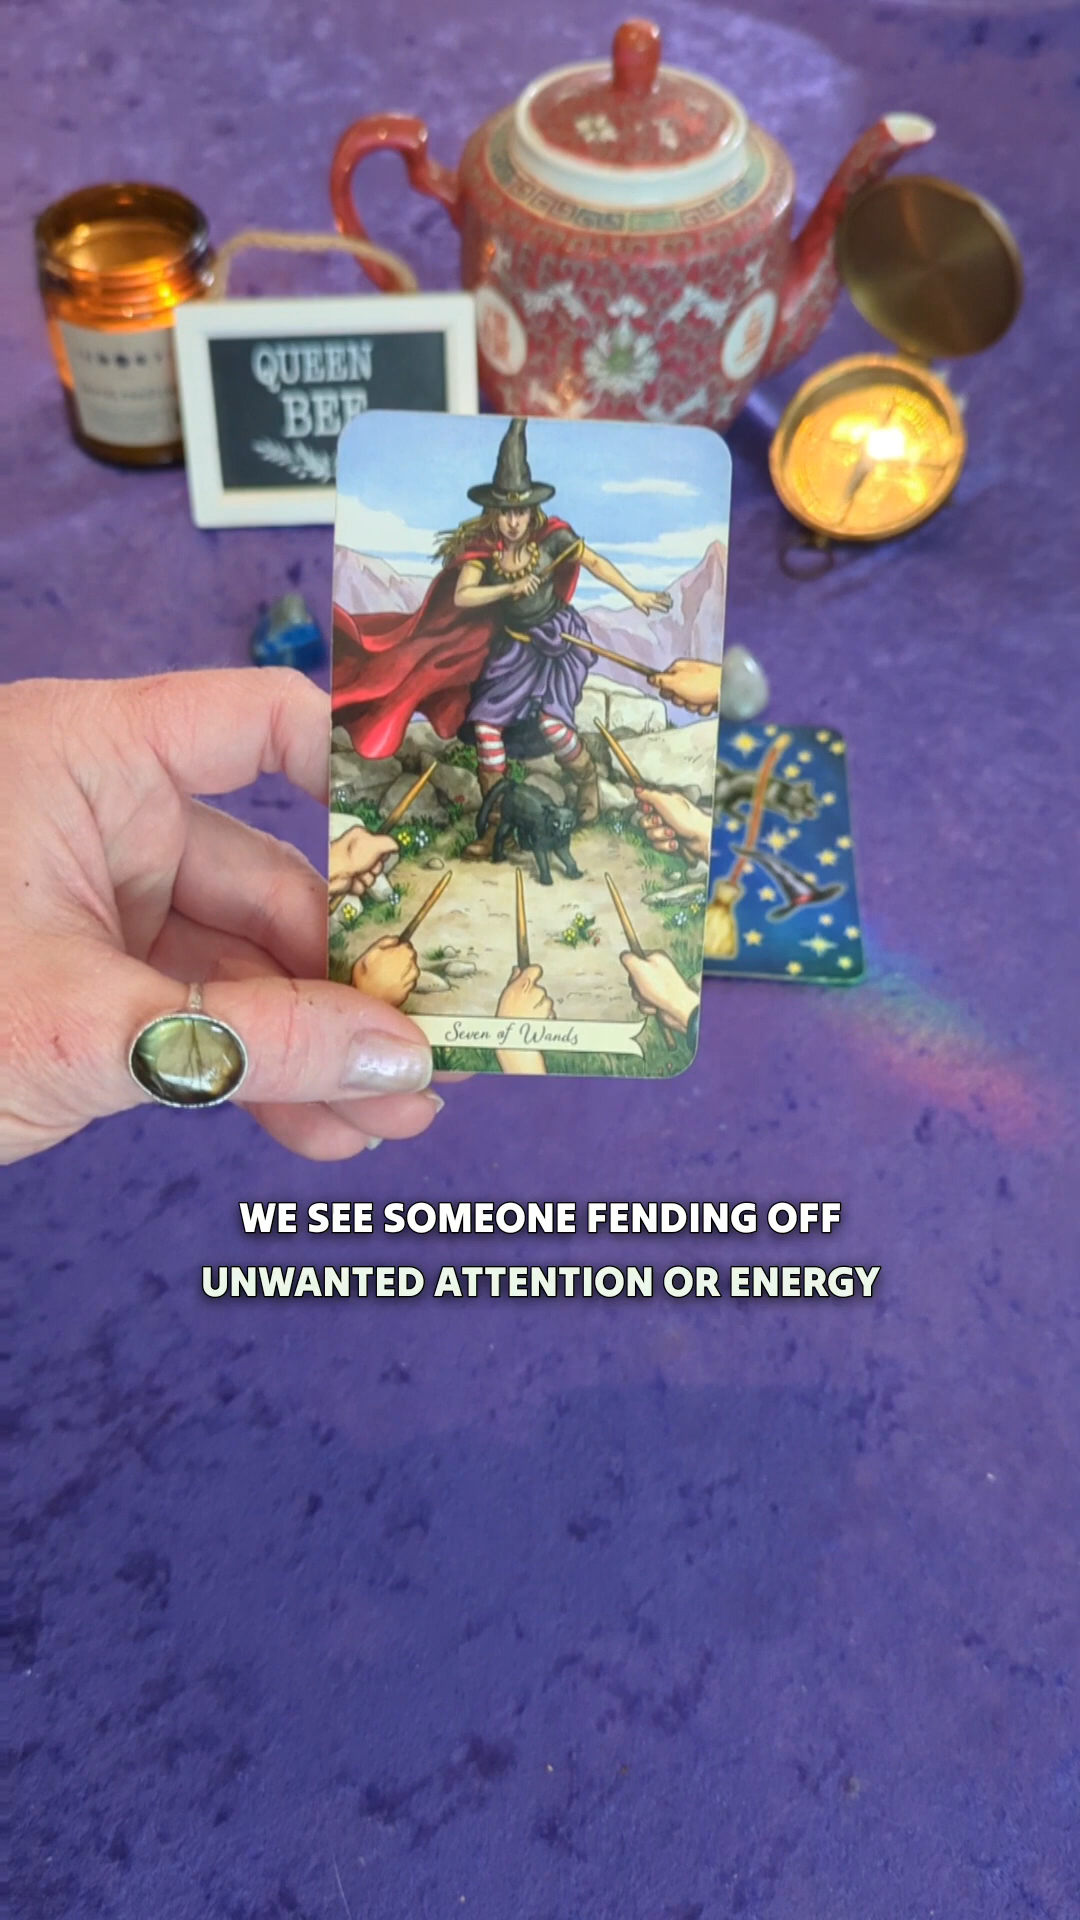 QUEEN
BEE
Seven of Wands
WE SEE SOMEONE FENDING OFF
UNWANTED ATTENTION OR ENERGY